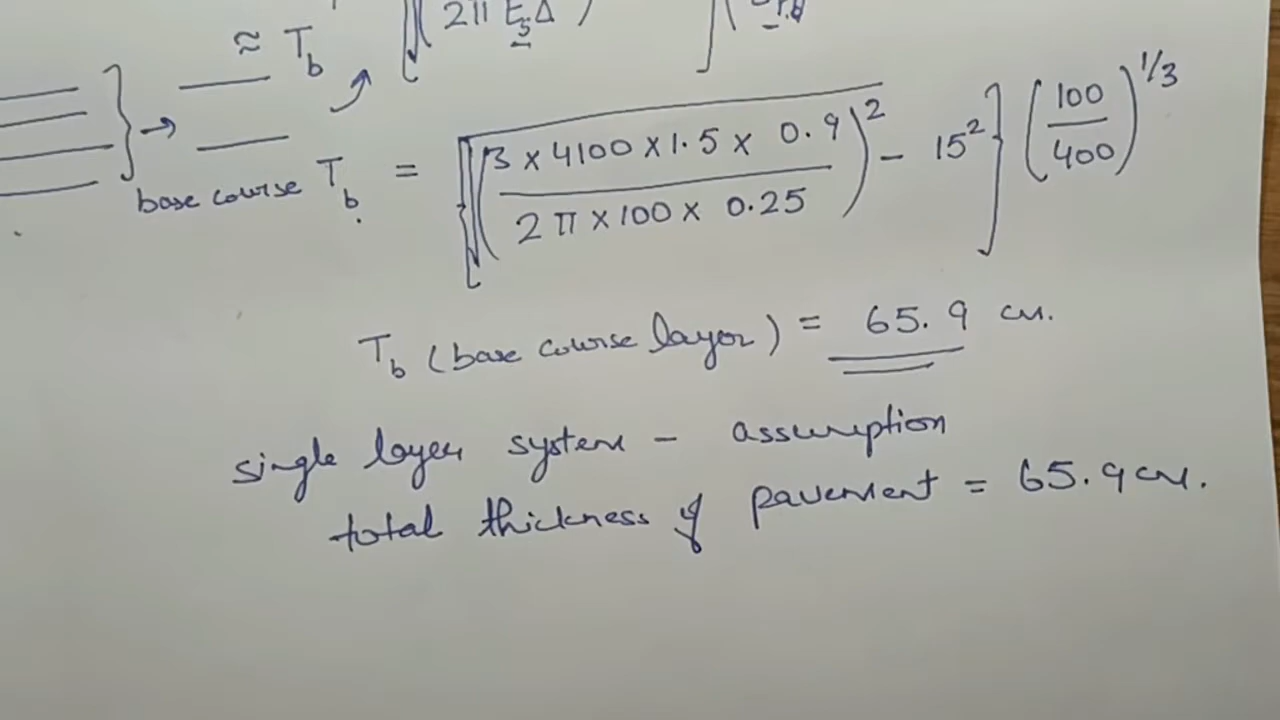 ≈ T_b
2π E_s Δ
base course T_b = {√((3 × 4100 × 1.5 × 0.9 / 2π × 100 × 0.25)² − 15²)} (100/400)^1/3
T_b (base course layer) = 65.9 cm.
single layer system – assumption
total thickness of pavement = 65.9 cm.